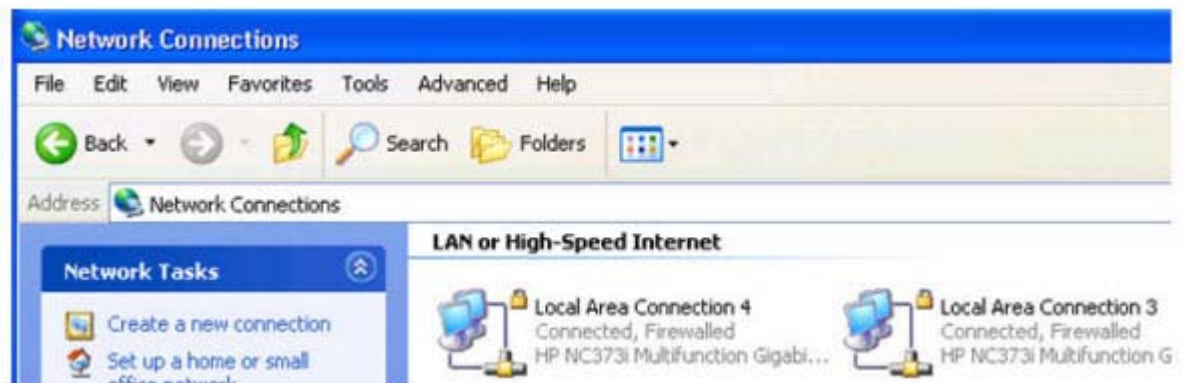 Network Connections
File Edit View Favorites Tools Advanced Help
Back Search Folders
Address Network Connections
LAN or High-Speed Internet
Network Tasks
Create a new connection
Set up a home or small
office network
Local Area Connection 4
Connected, Firewalled
HP NC373i Multifunction Gigabi...
Local Area Connection 3
Connected, Firewalled
HP NC373i Multifunction G